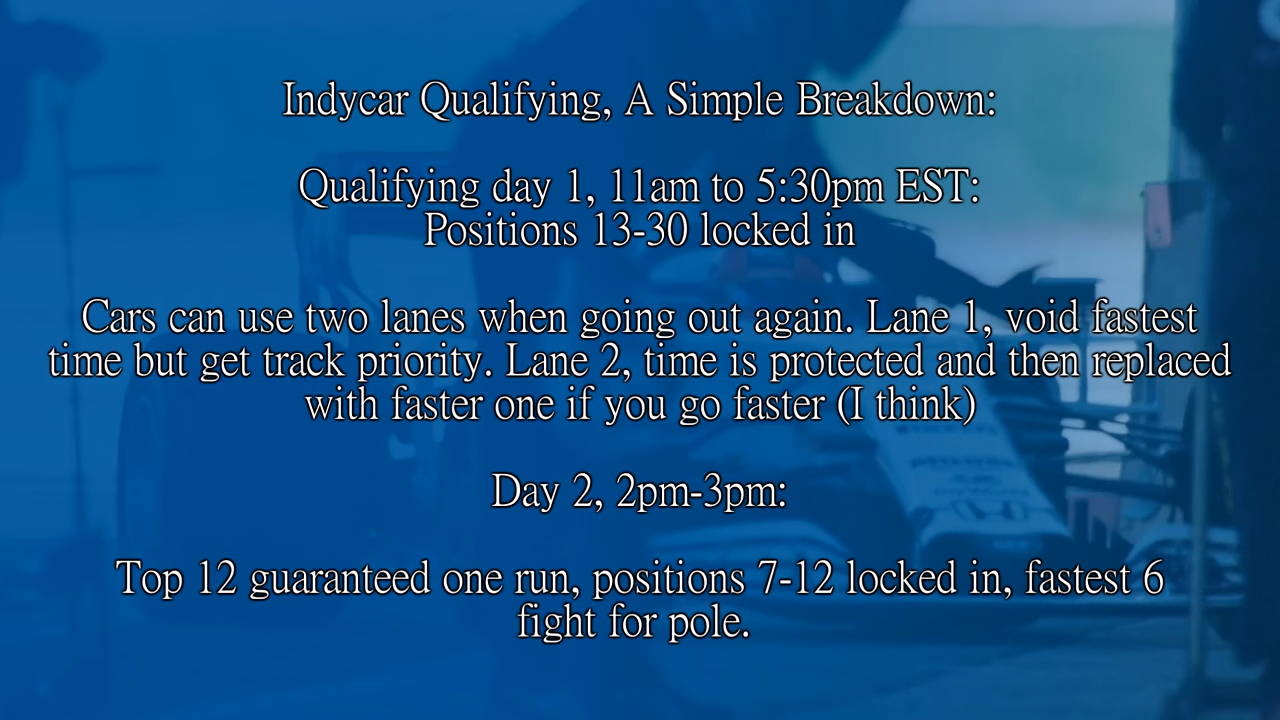 Indycar Qualifying, A Simple Breakdown:
Qualifying day 1, 11am to 5:30pm EST:
Positions 13-30 locked in
Cars can use two lanes when going out again. Lane 1, void fastest
time but get track priority. Lane 2, time is protected and then replaced
with faster one if you go faster (I think)
Day 2, 2pm-3pm:
Top 12 guaranteed one run, positions 7-12 locked in, fastest 6
fight for pole.